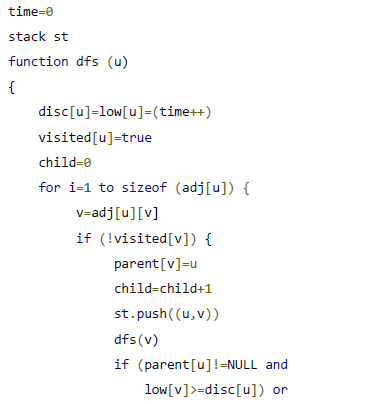 time=0
stack st
function dfs (u)
{
disc[u]=low[u]=(time++)
visited[u]=true
child=0
for i=1 to sizeof (adj[u]) {
v=adj[u][v]
if (!visited[v]) {
parent[v]=u
child=child+1
st.push((u,v))
dfs(v)
if (parent[u]!=NULL and
low[v]>=disc[u]) or